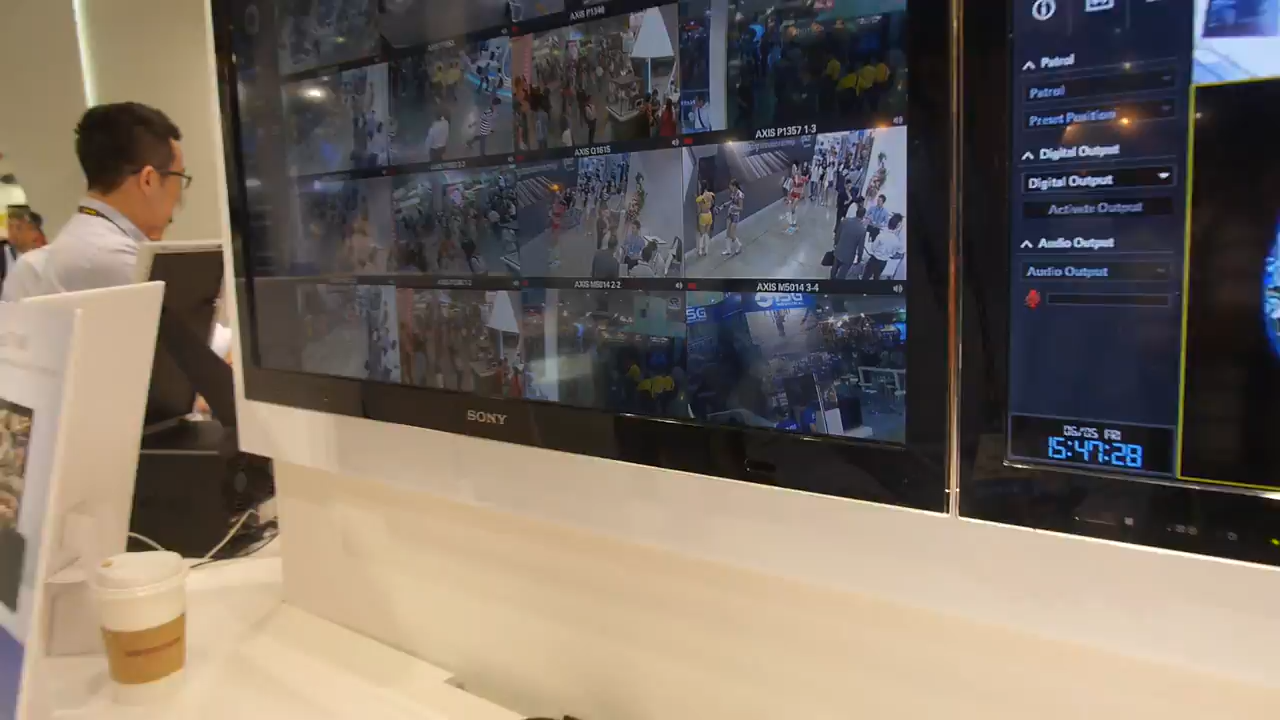 AXIS P1346
AXIS Q1615
AXIS P1357 1-3
AXIS M5014 2-2
AXIS M5014 3-4
SG
SONY
Patrol
Patrol
Preset Position
Digital Output
Digital Output
Activate Output
Audio Output
Audio Output
06/05 FRI
15:47:28